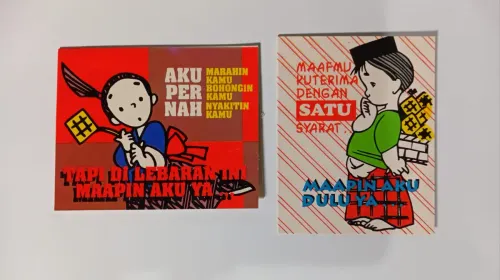 AKU
PER
NAH
MARAHIN
KAMU
BOHONGIN
KAMU
NYAKITIN
KAMU
TAPI DI LEBARAN INI
MAAPIN AKU YA
MAAFMU
KUTERIMA
DENGAN
SATU
SYARAT.
MAAPIN AKU
DULU YA